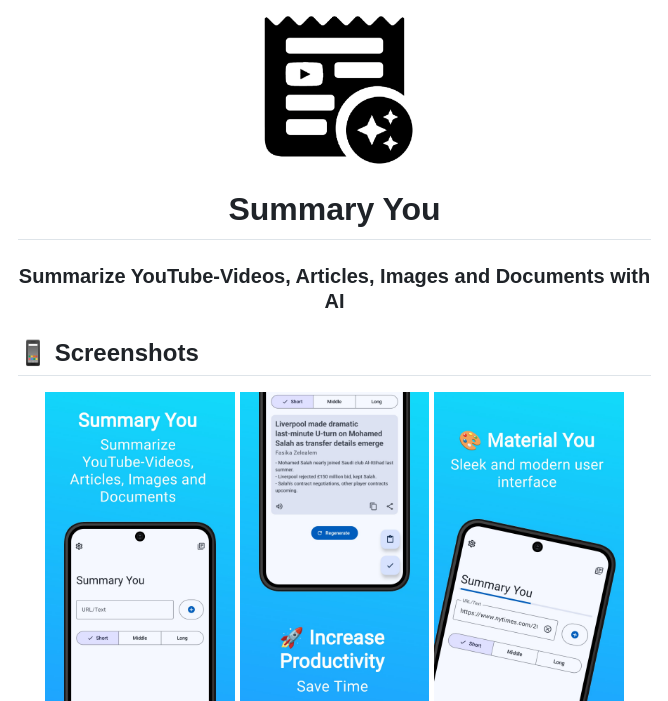 Summary You
Summarize YouTube-Videos, Articles, Images and Documents with
AI
Screenshots
Summary You
Summarize
YouTube-Videos,
Articles, Images and
Documents
Summary You
URL/Text
Short Middle Long
Short Middle Long
Liverpool made dramatic
last-minute U-turn on Mohamed
Salah as transfer details emerge
Fasika Zelealem
- Mohamed Salah nearly joined Saudi club Al-Ittihad last
summer.
- Liverpool rejected £150 million bid, kept Salah.
- Salah's contract negotiations, other player contracts
upcoming.
Regenerate
Increase
Productivity
Save Time
Material You
Sleek and modern user
interface
Summary You
URL/Text
https://www.nytimes.com/2
Short Middle Long